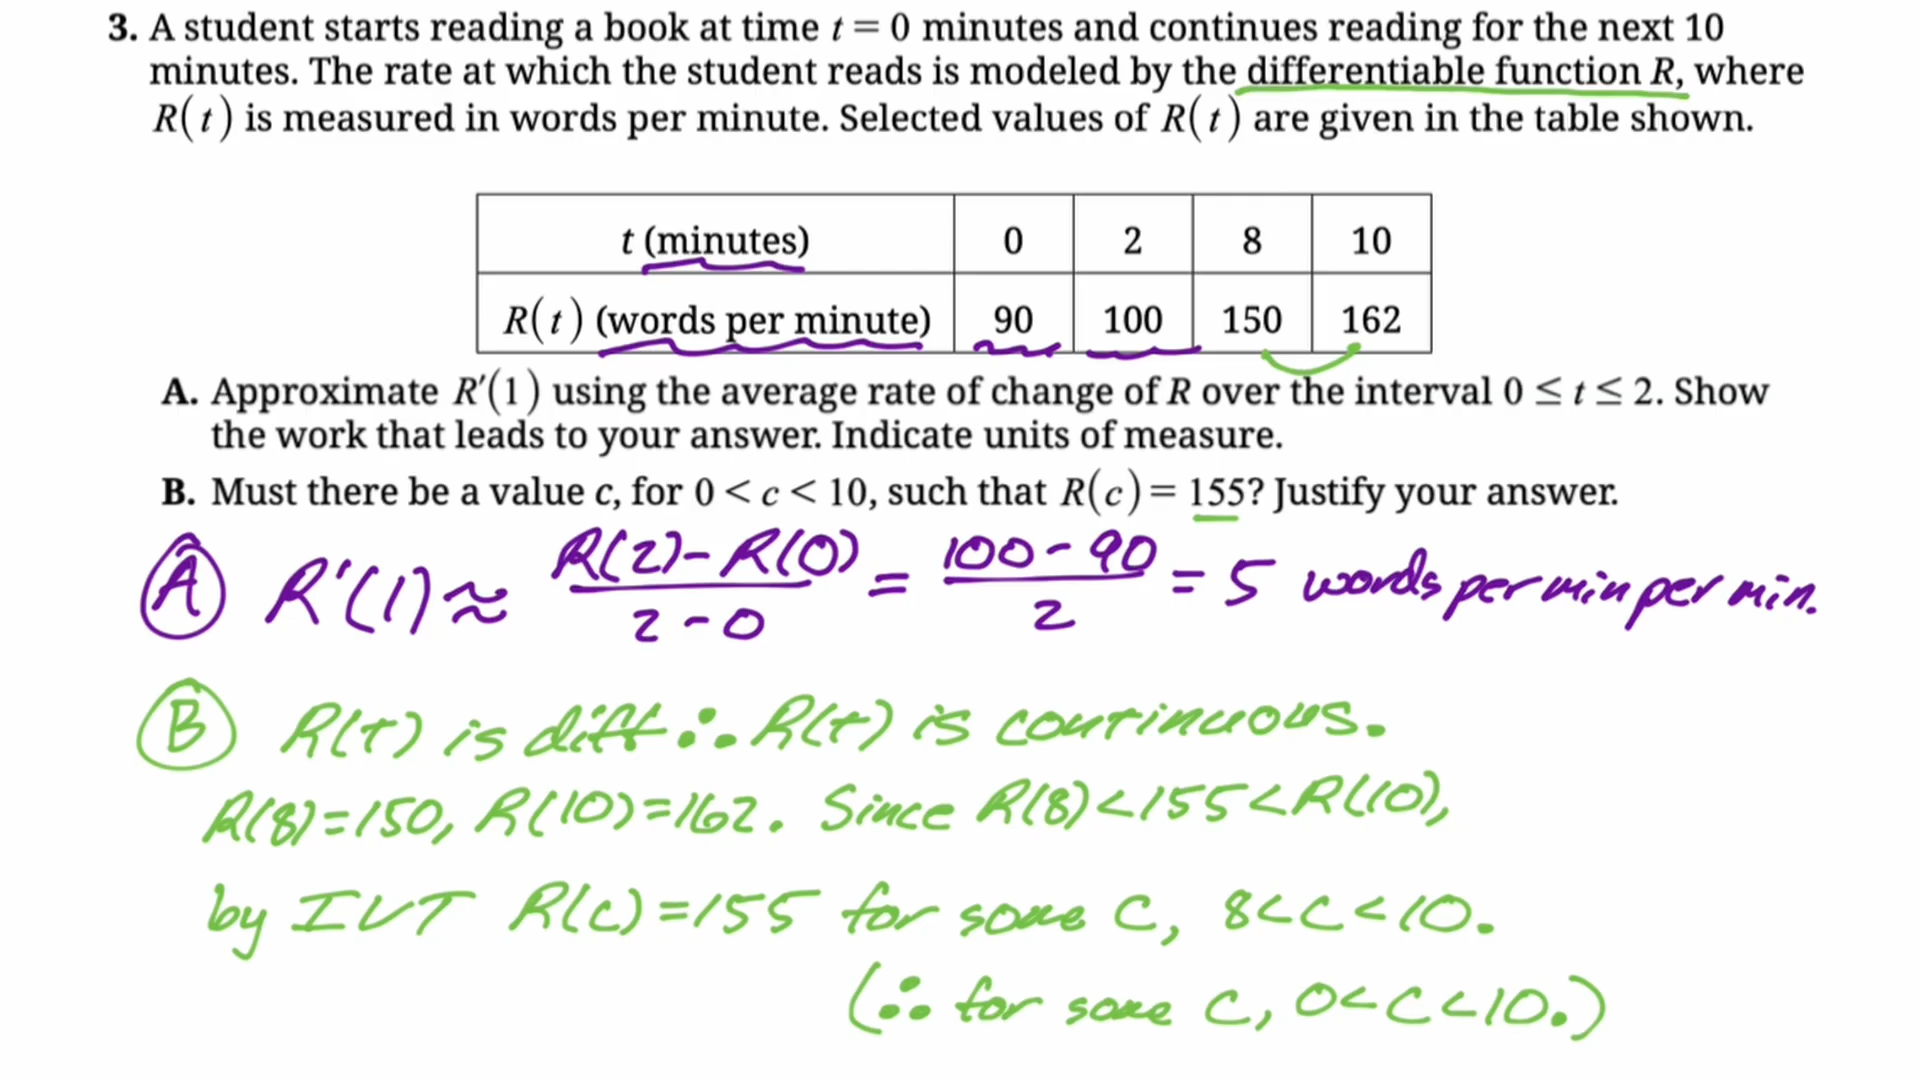 3. A student starts reading a book at time t = 0 minutes and continues reading for the next 10
minutes. The rate at which the student reads is modeled by the differentiable function R, where
R(t) is measured in words per minute. Selected values of R(t) are given in the table shown.
t (minutes) 0 2 8 10
R(t) (words per minute) 90 100 150 162
A. Approximate R′(1) using the average rate of change of R over the interval 0 ≤ t ≤ 2. Show
the work that leads to your answer. Indicate units of measure.
B. Must there be a value c, for 0 < c < 10, such that R(c) = 155? Justify your answer.
Ⓐ R'(1) ≈ (R(2)-R(0))/(2-0) = (100-90)/2 = 5 words per min per min.
Ⓑ R(t) is diff ∴ R(t) is continuous.
R(8)=150, R(10)=162. Since R(8)<155<R(10),
by IVT R(c)=155 for some c, 8<c<10.
(∴ for some c, 0<c<10.)